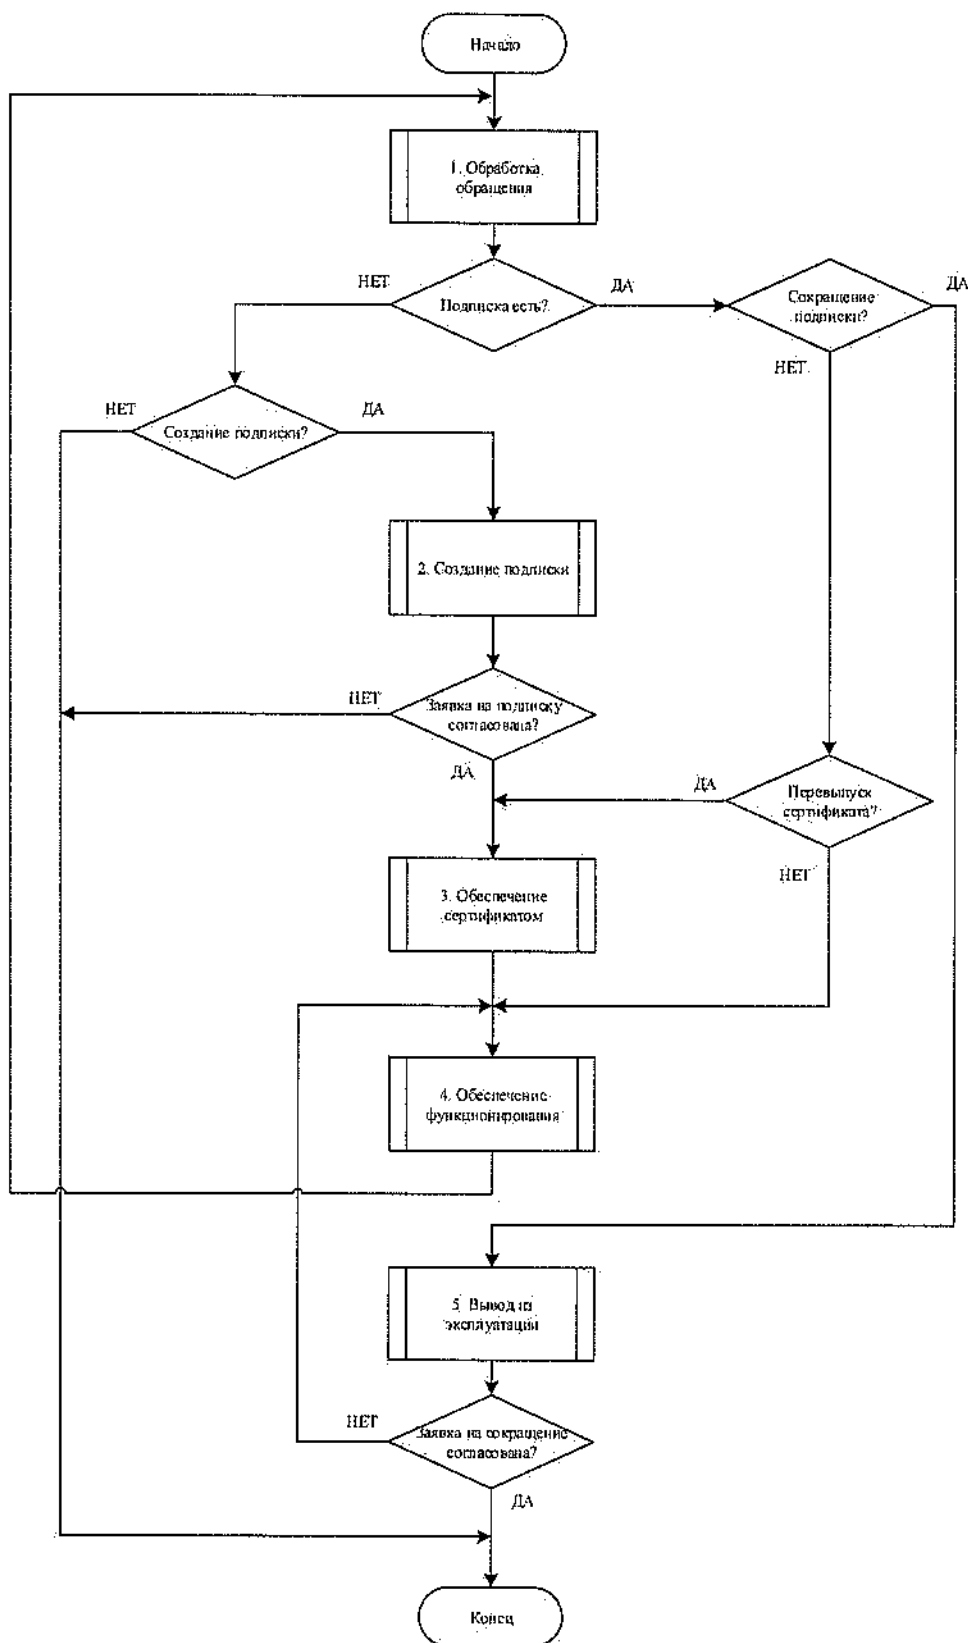 Начало
1. Обработка
обращения
НЕТ
Подписка есть?
ДА
Сокращение
подписки?
ДА
НЕТ
НЕТ
Создание подписки?
ДА
2. Создание подписки
НЕТ
Заявка на подписку
согласована?
ДА
ДА
Перевыпуск
сертификата?
НЕТ
3. Обеспечение
сертификатом
4. Обеспечение
функционирования
5. Вывод из
эксплуатации
НЕТ
Заявка на сокращение
согласована?
ДА
Конец